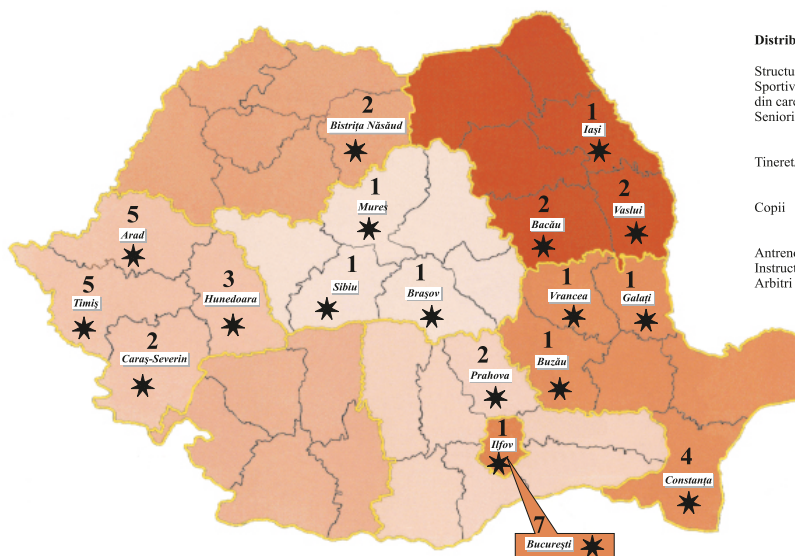 Distrib
Structu
Sportiv
din care
Seniori
Tineret
Copii
Antreno
Instruct
Arbitri
2
Bistrița Năsăud
1
Iași
1
Mureș
2
Vaslui
2
Bacău
5
Arad
3
Hunedoara
1
Sibiu
1
Brașov
1
Vrancea
1
Galați
5
Timiș
2
Caraș-Severin
2
Prahova
1
Buzău
1
Ilfov
4
Constanța
7
București